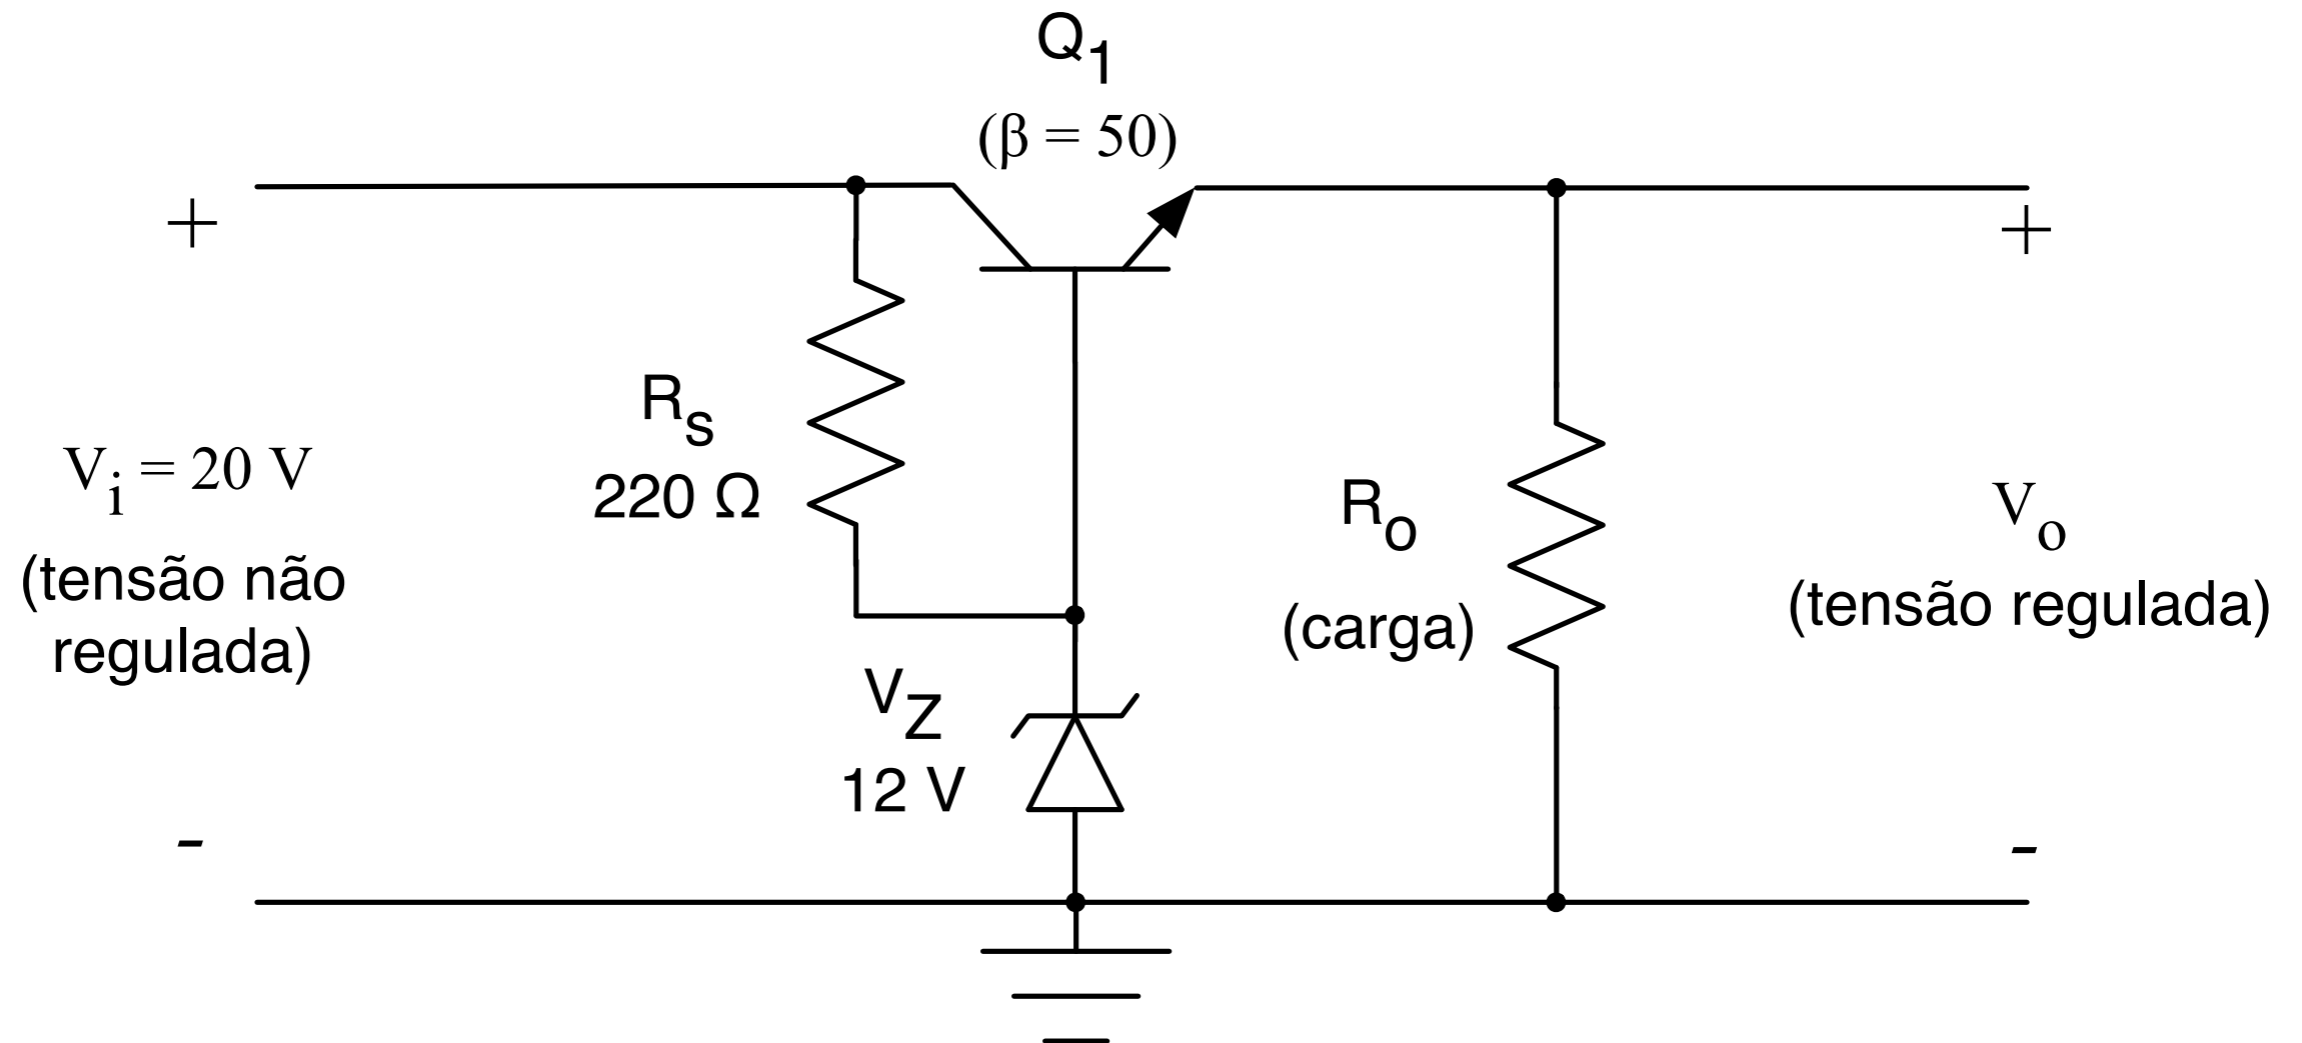 Q1
(β = 50)
+
+
Rs
220 Ω
Vi = 20 V
(tensão não
regulada)
Ro
(carga)
Vo
(tensão regulada)
VZ
12 V
-
-